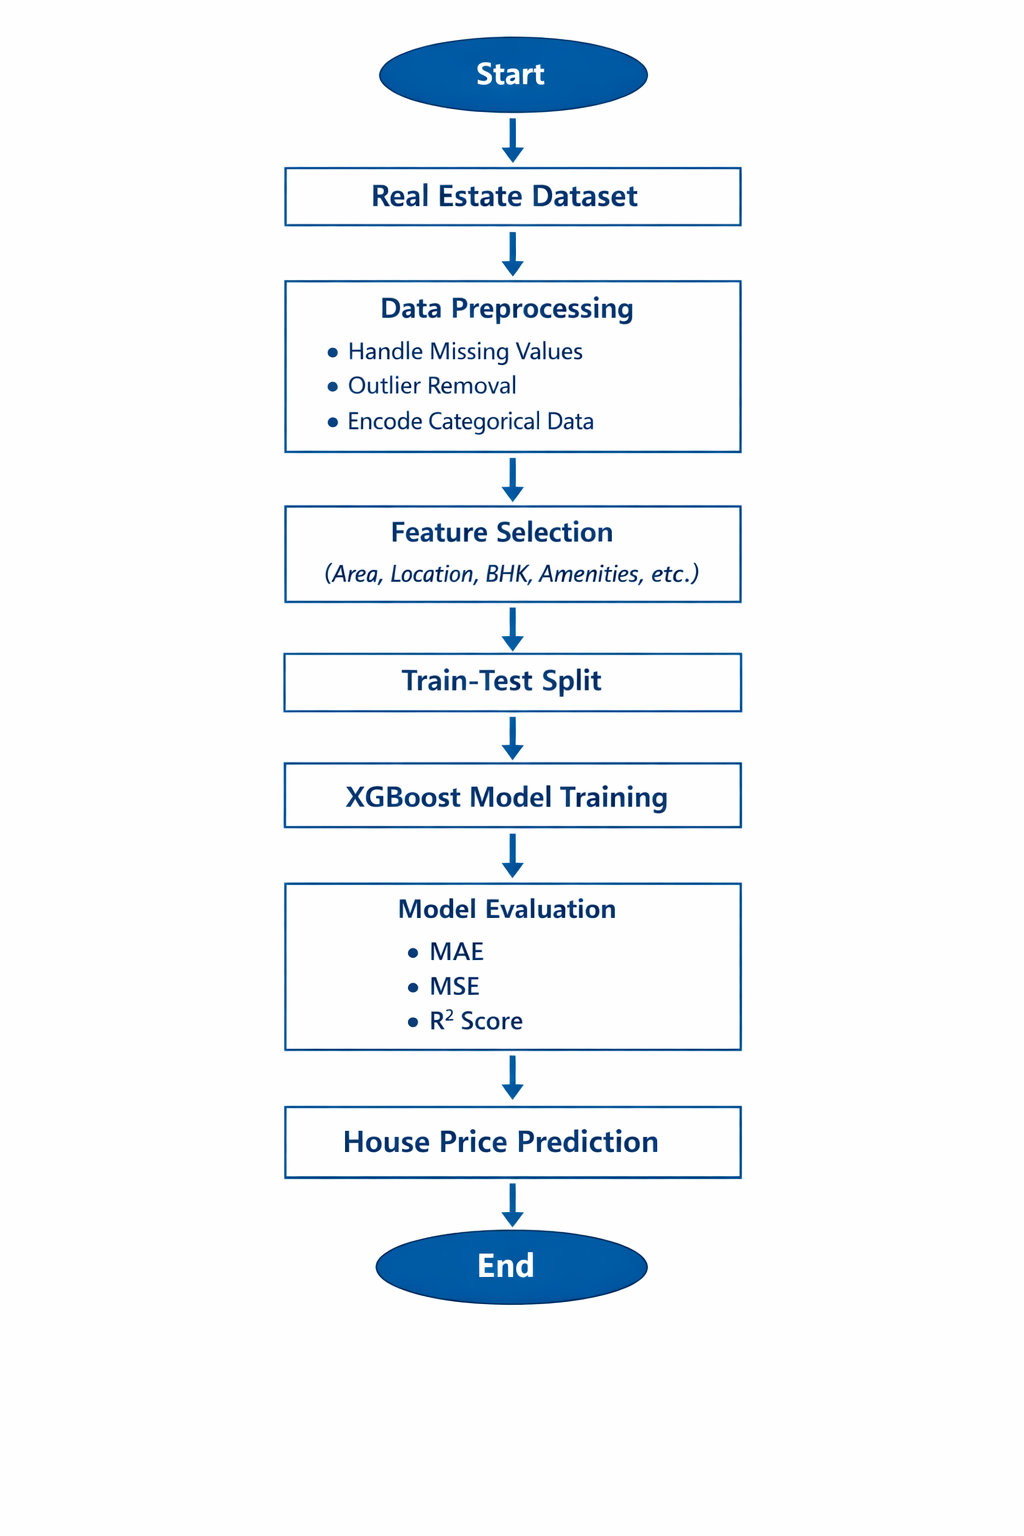 Start
Real Estate Dataset
Data Preprocessing
• Handle Missing Values
• Outlier Removal
• Encode Categorical Data
Feature Selection
(Area, Location, BHK, Amenities, etc.)
Train-Test Split
XGBoost Model Training
Model Evaluation
• MAE
• MSE
• R² Score
House Price Prediction
End